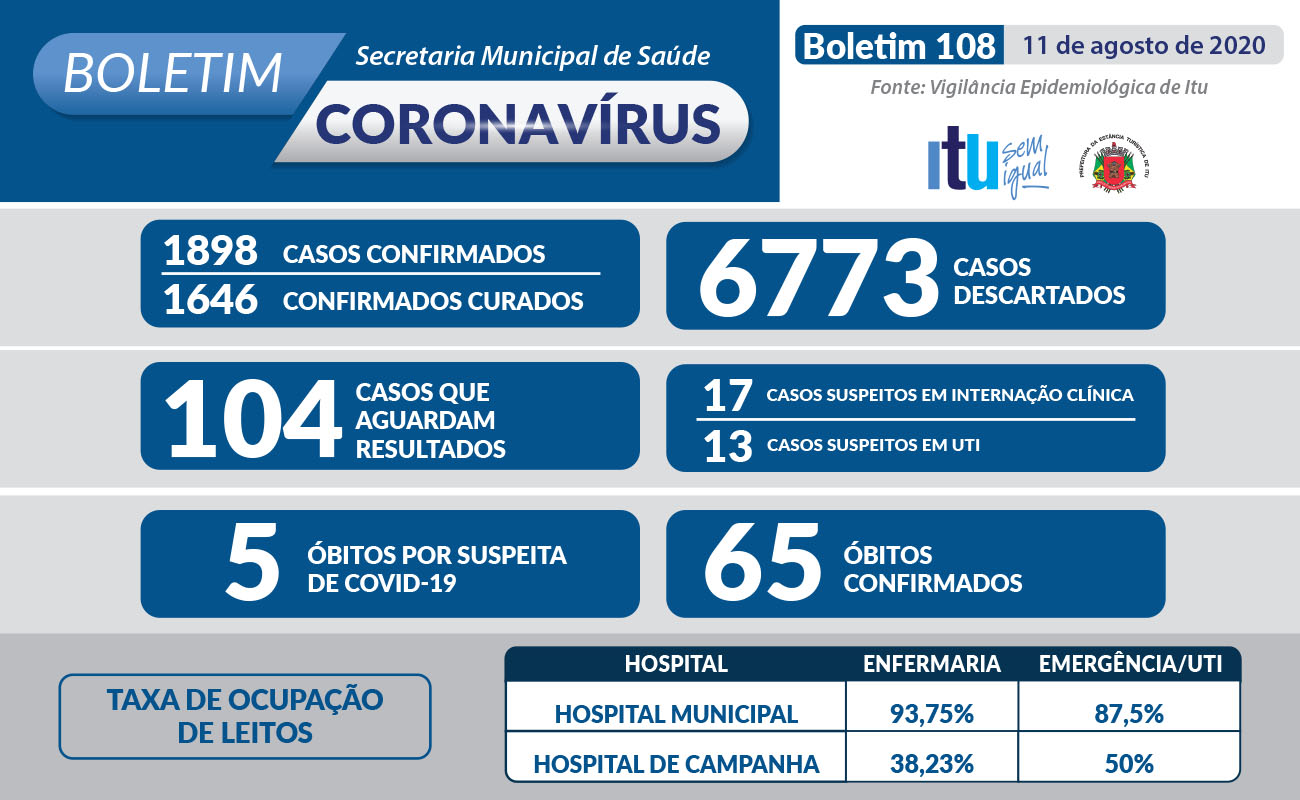 BOLETIM
Secretaria Municipal de Saúde
CORONAVÍRUS
Boletim 108
11 de agosto de 2020
Fonte: Vigilância Epidemiológica de Itu
itu sem igual
PREFEITURA DA ESTÂNCIA TURÍSTICA DE ITU
1898 CASOS CONFIRMADOS
1646 CONFIRMADOS CURADOS
6773 CASOS
DESCARTADOS
104 CASOS QUE
AGUARDAM
RESULTADOS
17 CASOS SUSPEITOS EM INTERNAÇÃO CLÍNICA
13 CASOS SUSPEITOS EM UTI
5 ÓBITOS POR SUSPEITA
DE COVID-19
65 ÓBITOS
CONFIRMADOS
TAXA DE OCUPAÇÃO
DE LEITOS
HOSPITAL ENFERMARIA EMERGÊNCIA/UTI
HOSPITAL MUNICIPAL 93,75% 87,5%
HOSPITAL DE CAMPANHA 38,23% 50%